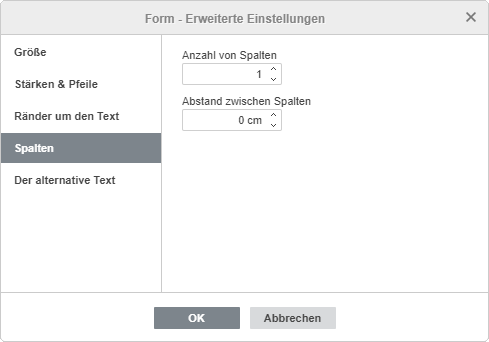 Form - Erweiterte Einstellungen
Größe
Stärken & Pfeile
Ränder um den Text
Spalten
Der alternative Text
Anzahl von Spalten
1
Abstand zwischen Spalten
0 cm
OK
Abbrechen